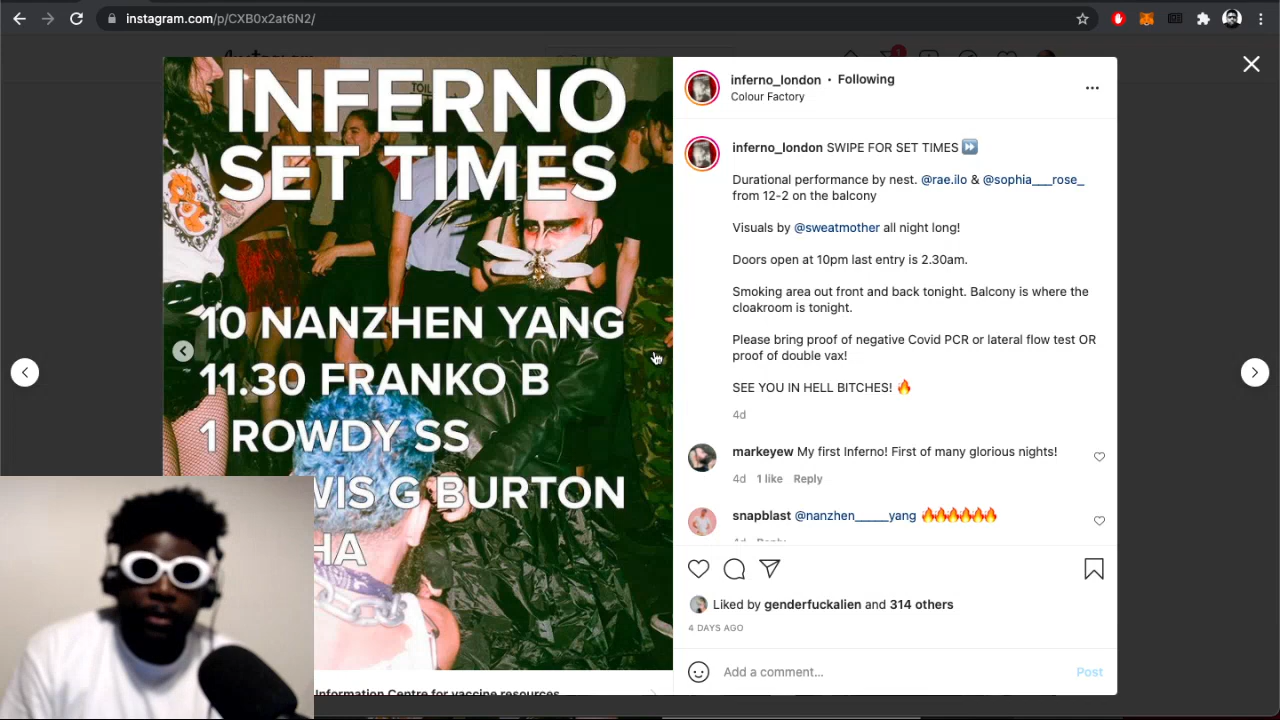 instagram.com/p/CXB0x2at6N2/
Instagram
1
INFERNO
SET TIMES
10 NANZHEN YANG
11.30 FRANKO B
1 ROWDY SS
WIS G BURTON
HA
Information Centre for vaccine resources
inferno_london • Following
Colour Factory
inferno_london SWIPE FOR SET TIMES
Durational performance by nest. @rae.ilo & @sophia___rose_
from 12-2 on the balcony
Visuals by @sweatmother all night long!
Doors open at 10pm last entry is 2.30am.
Smoking area out front and back tonight. Balcony is where the
cloakroom is tonight.
Please bring proof of negative Covid PCR or lateral flow test OR
proof of double vax!
SEE YOU IN HELL BITCHES! 🔥
4d
markeyew My first Inferno! First of many glorious nights!
4d 1 like Reply
snapblast @nanzhen______yang 🔥🔥🔥🔥🔥🔥
4d Reply
Liked by genderfuckalien and 314 others
4 DAYS AGO
Add a comment...
Post